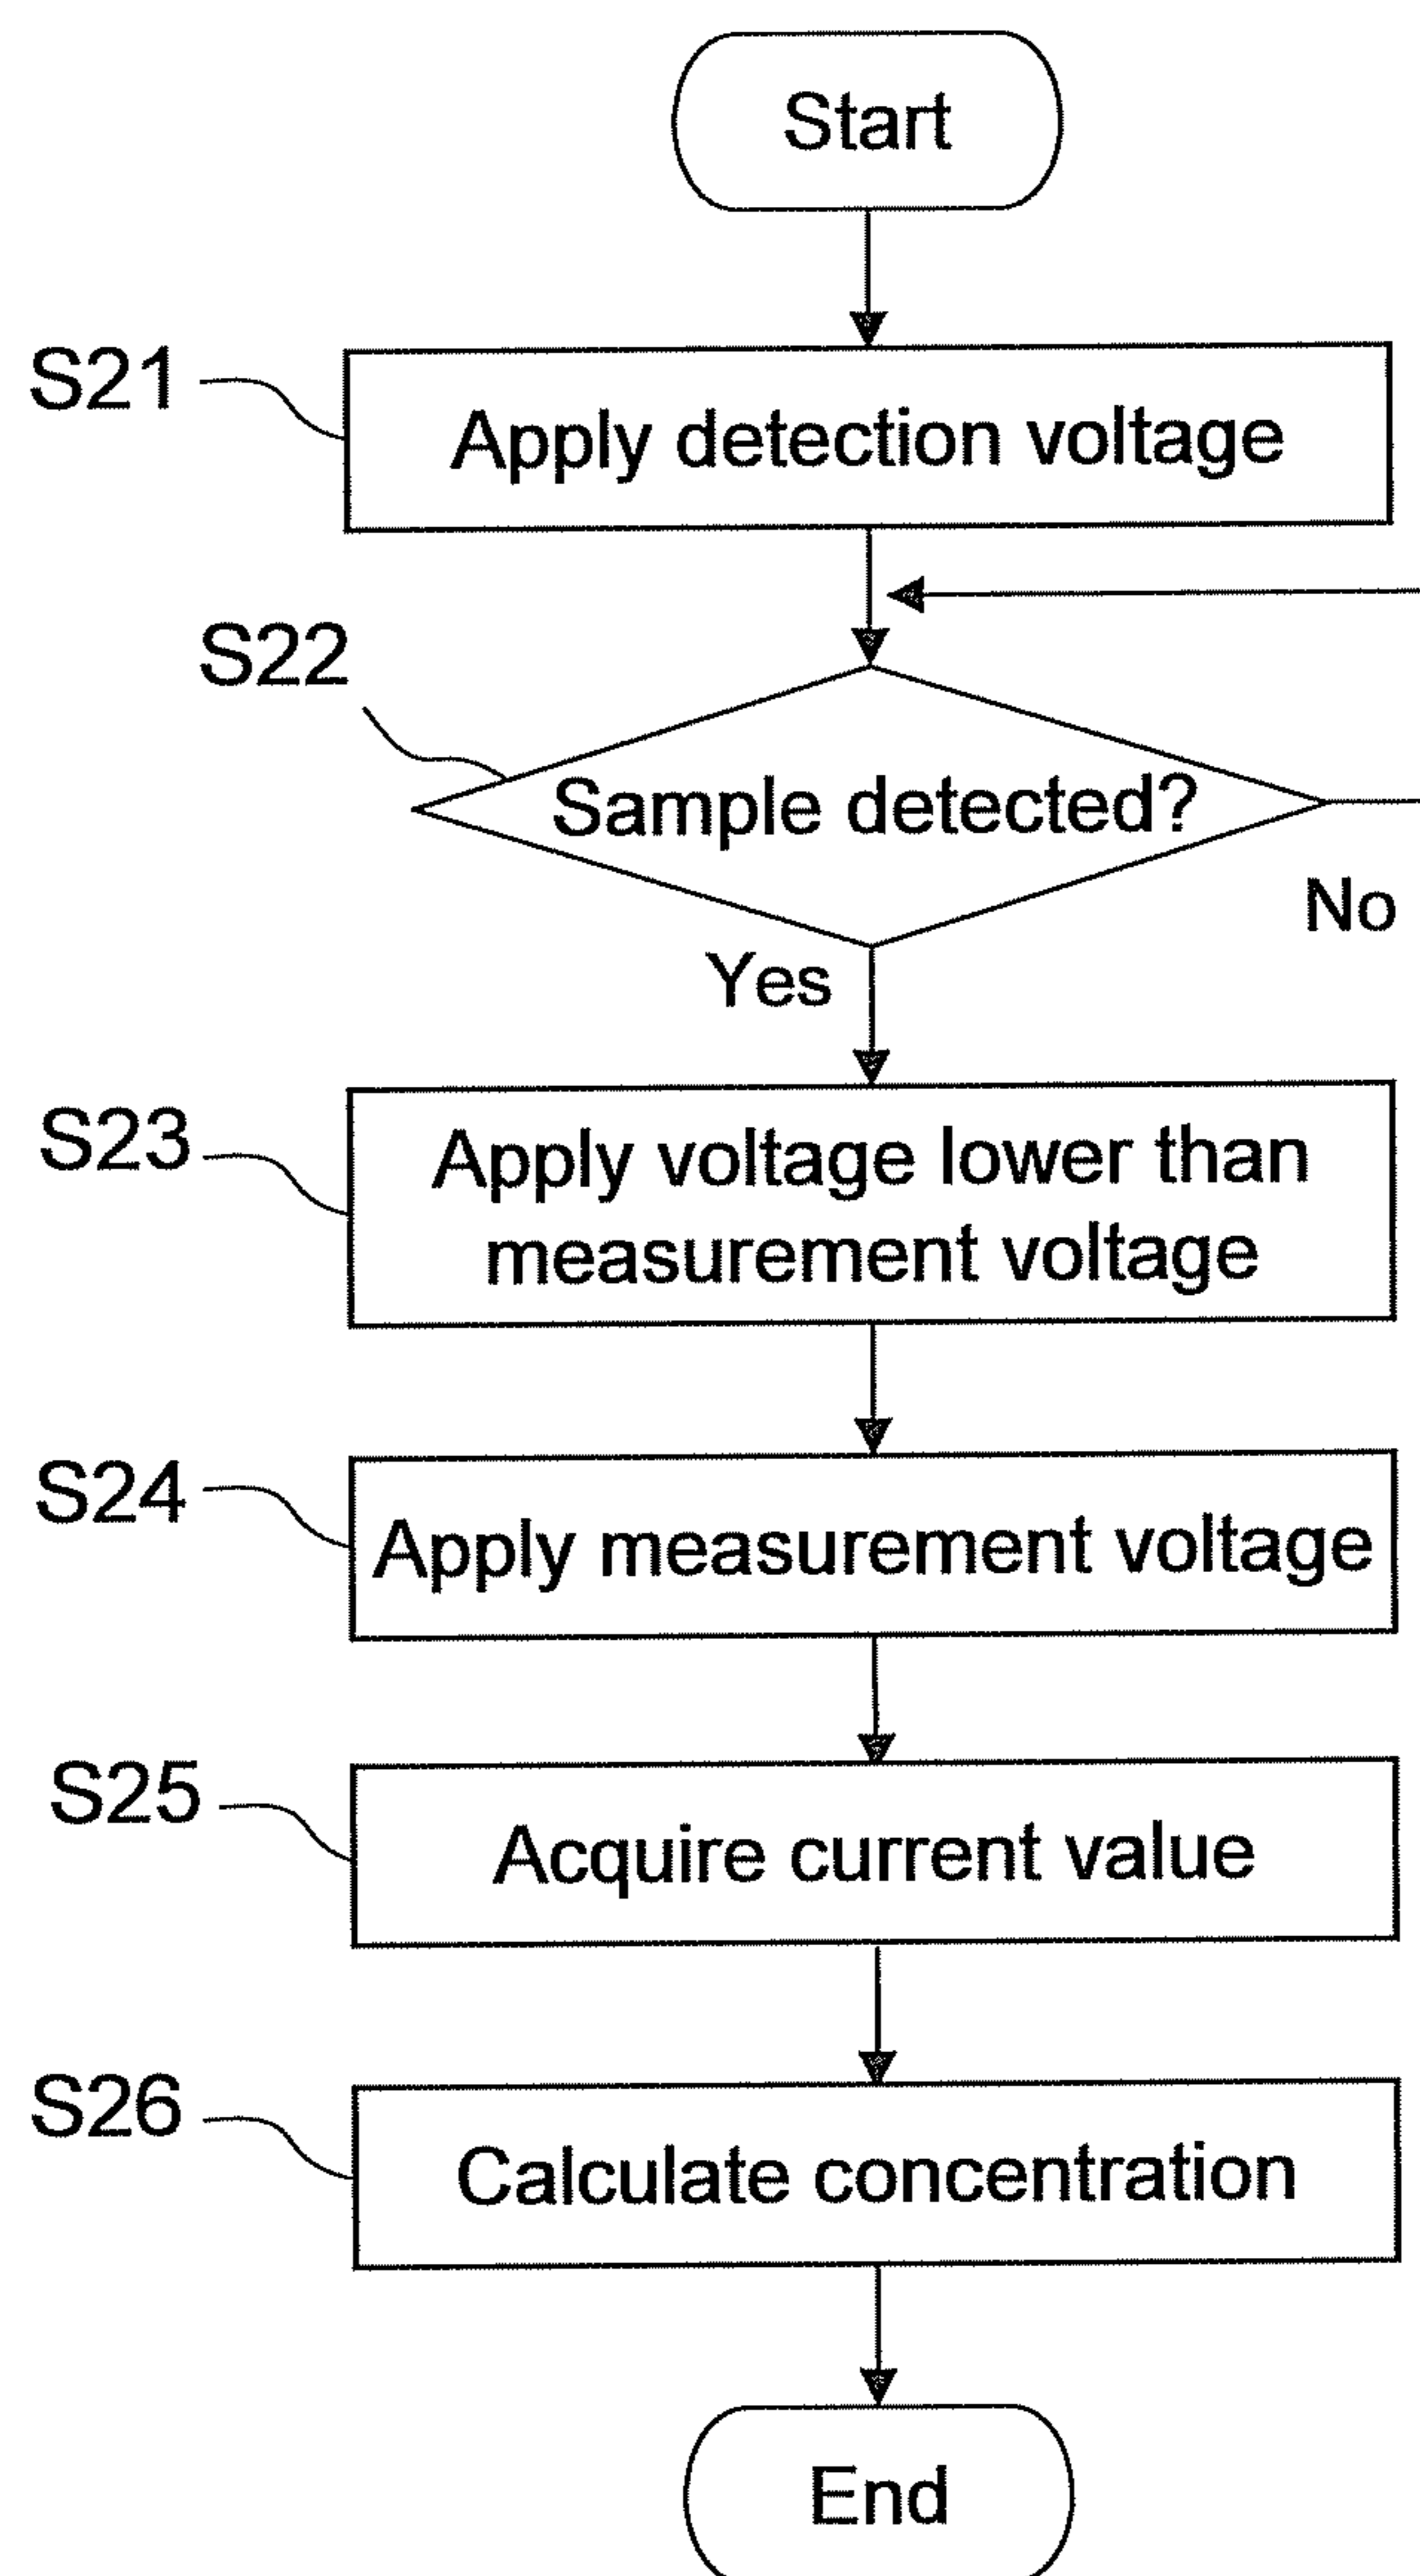 Start
S21
Apply detection voltage
S22
Sample detected?
No
Yes
S23
Apply voltage lower than
measurement voltage
S24
Apply measurement voltage
S25
Acquire current value
S26
Calculate concentration
End